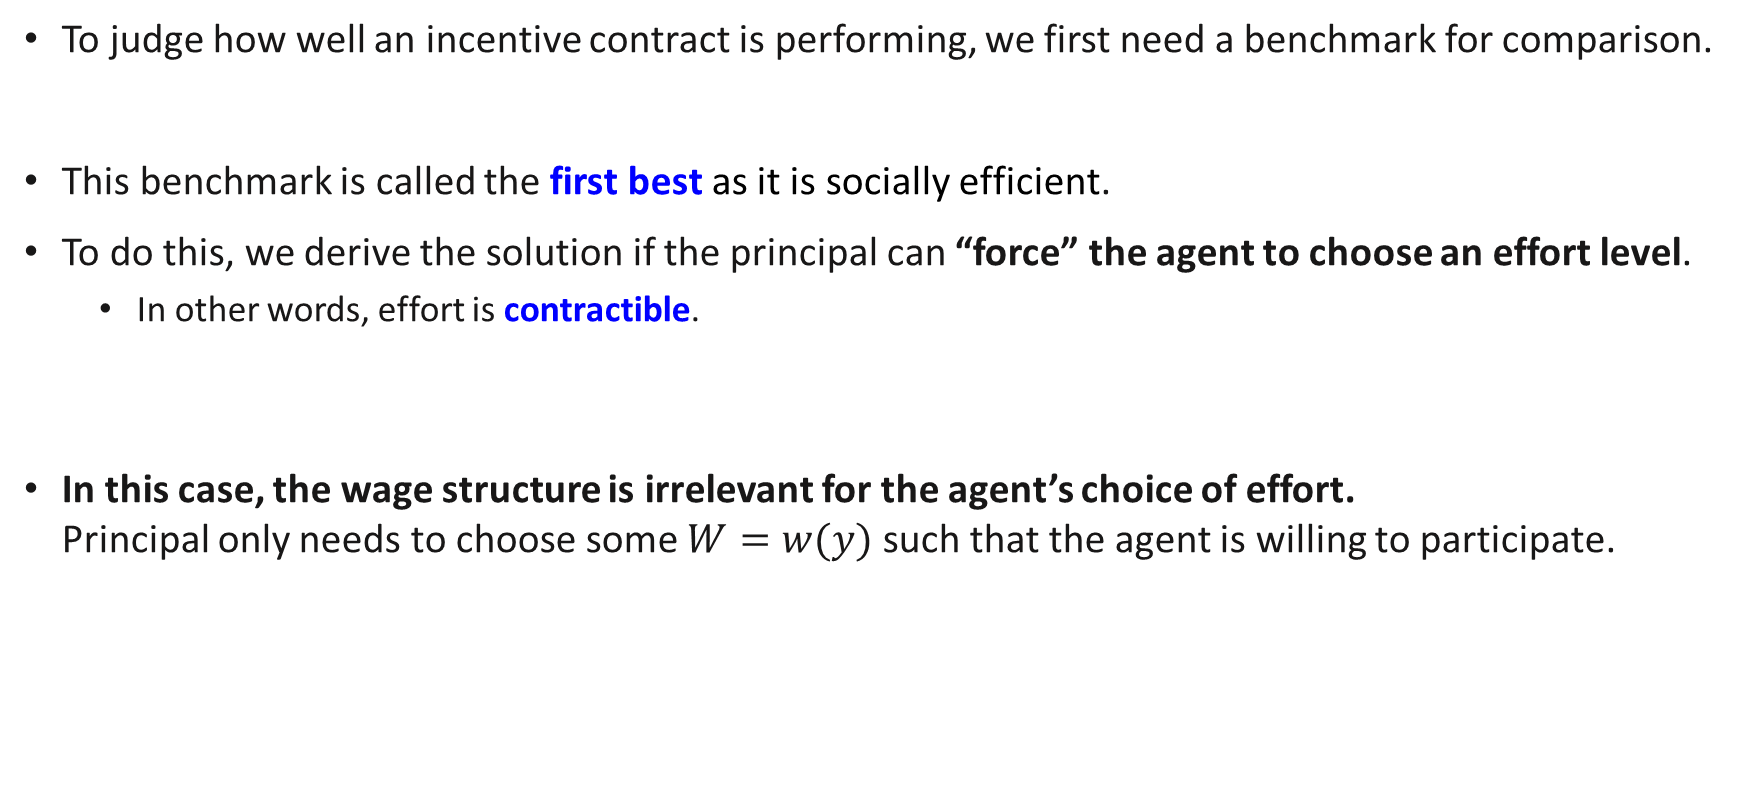 • To judge how well an incentive contract is performing, we first need a benchmark for comparison.
• This benchmark is called the first best as it is socially efficient.
• To do this, we derive the solution if the principal can “force” the agent to choose an effort level.
• In other words, effort is contractible.
• In this case, the wage structure is irrelevant for the agent’s choice of effort.
Principal only needs to choose some 𝑊 = 𝑤(𝑦) such that the agent is willing to participate.